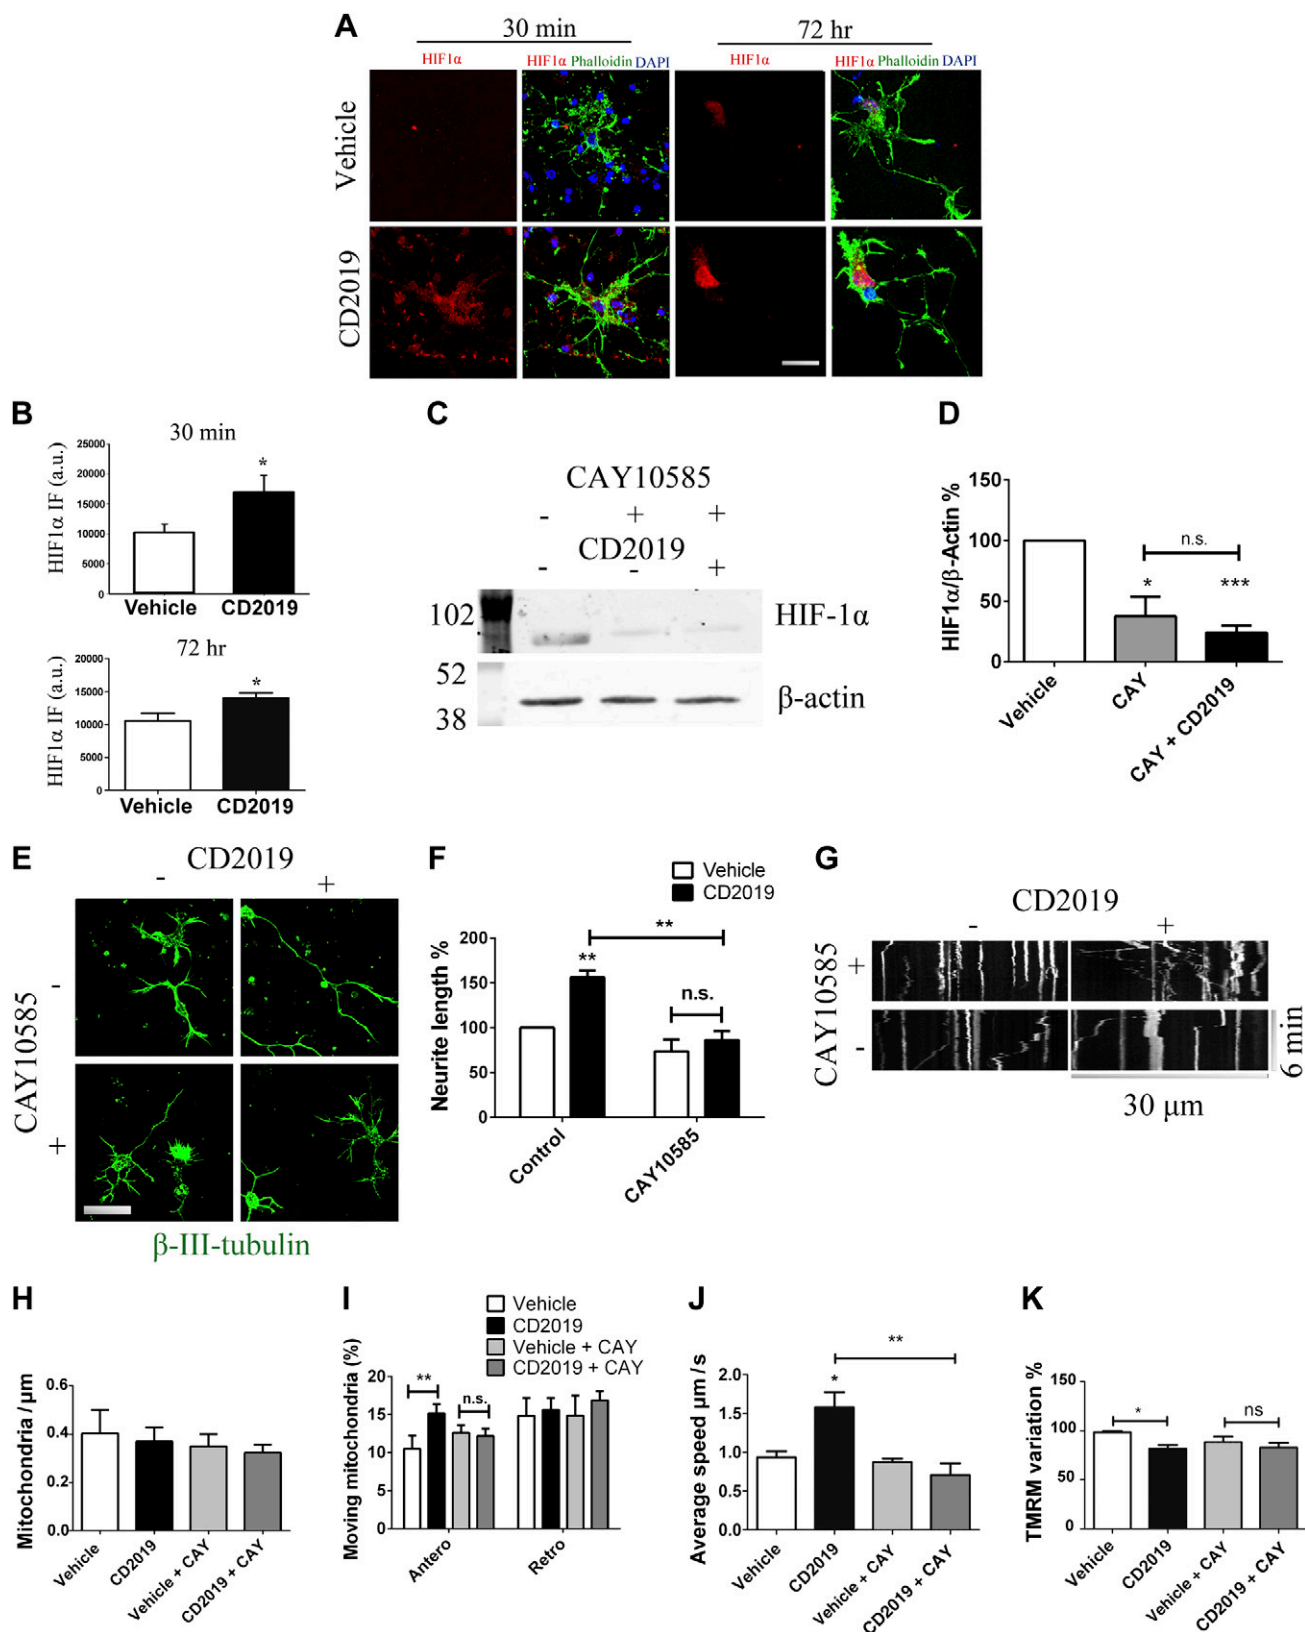 A
30 min
72 hr
HIF1α
HIF1α Phalloidin DAPI
HIF1α
HIF1α Phalloidin DAPI
Vehicle
CD2019
B
30 min
HIF1α IF (a.u.)
25000
20000
15000
10000
5000
0
*
Vehicle
CD2019
72 hr
HIF1α IF (a.u.)
20000
15000
10000
5000
0
*
Vehicle
CD2019
C
CAY10585
- + +
CD2019
- - +
102
HIF-1α
52
38
β-actin
D
HIF1α/β-Actin %
150
100
50
0
n.s.
*
***
Vehicle
CAY
CAY + CD2019
E
CD2019
- +
CAY10585
-
+
β-III-tubulin
F
Vehicle
CD2019
Neurite length %
200
150
100
50
0
**
**
n.s.
Control
CAY10585
G
CD2019
- +
CAY10585
+
-
6 min
30 μm
H
Mitochondria / μm
0.6
0.4
0.2
0.0
Vehicle
CD2019
Vehicle + CAY
CD2019 + CAY
I
Vehicle
CD2019
Vehicle + CAY
CD2019 + CAY
Moving mitochondria (%)
20
15
10
5
0
**
n.s.
Antero
Retro
J
Average speed μm / s
2.0
1.5
1.0
0.5
0.0
*
**
Vehicle
CD2019
Vehicle + CAY
CD2019 + CAY
K
TMRM variation %
150
100
50
0
*
ns
Vehicle
CD2019
Vehicle + CAY
CD2019 + CAY